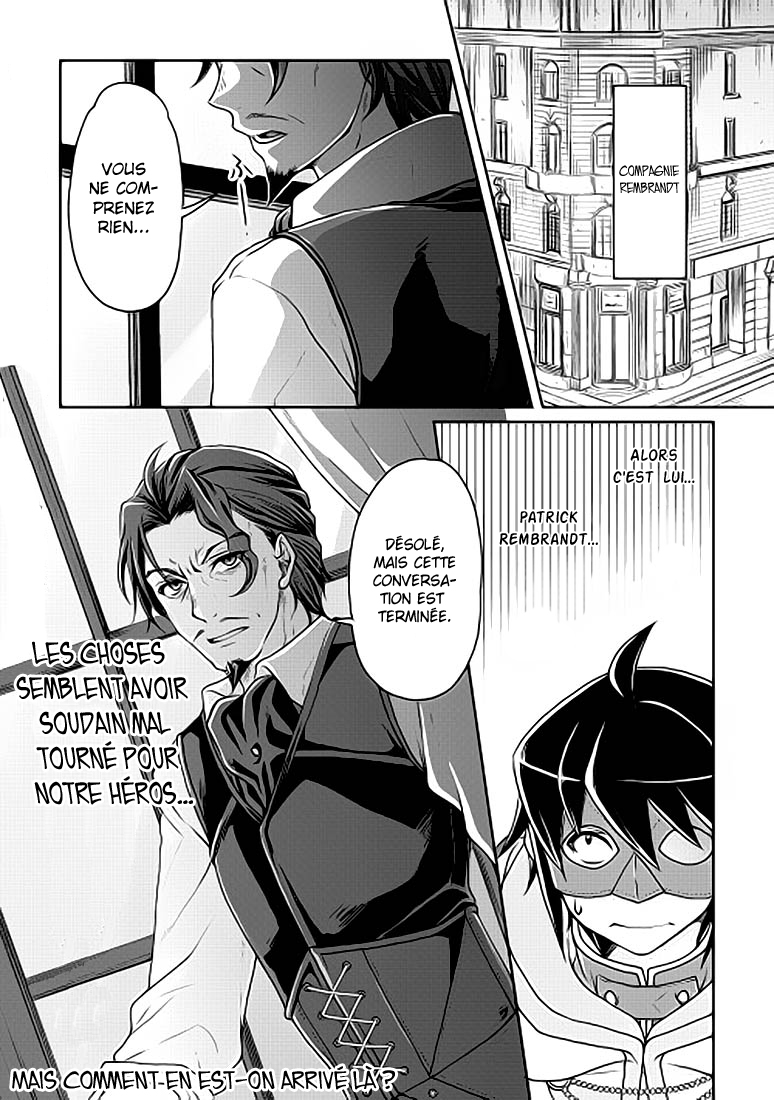 VOUS
NE COM-
PRENEZ
RIEN...
COMPAGNIE
REMBRANDT
ALORS
C'EST LUI...
PATRICK
REMBRANDT...
DÉSOLÉ,
MAIS CETTE
CONVERSA-
TION EST
TERMINÉE.
LES CHOSES
SEMBLENT AVOIR
SOUDAIN MAL
TOURNÉ POUR
NOTRE HÉROS...
MAIS COMMENT EN EST-ON ARRIVÉ LÀ ?